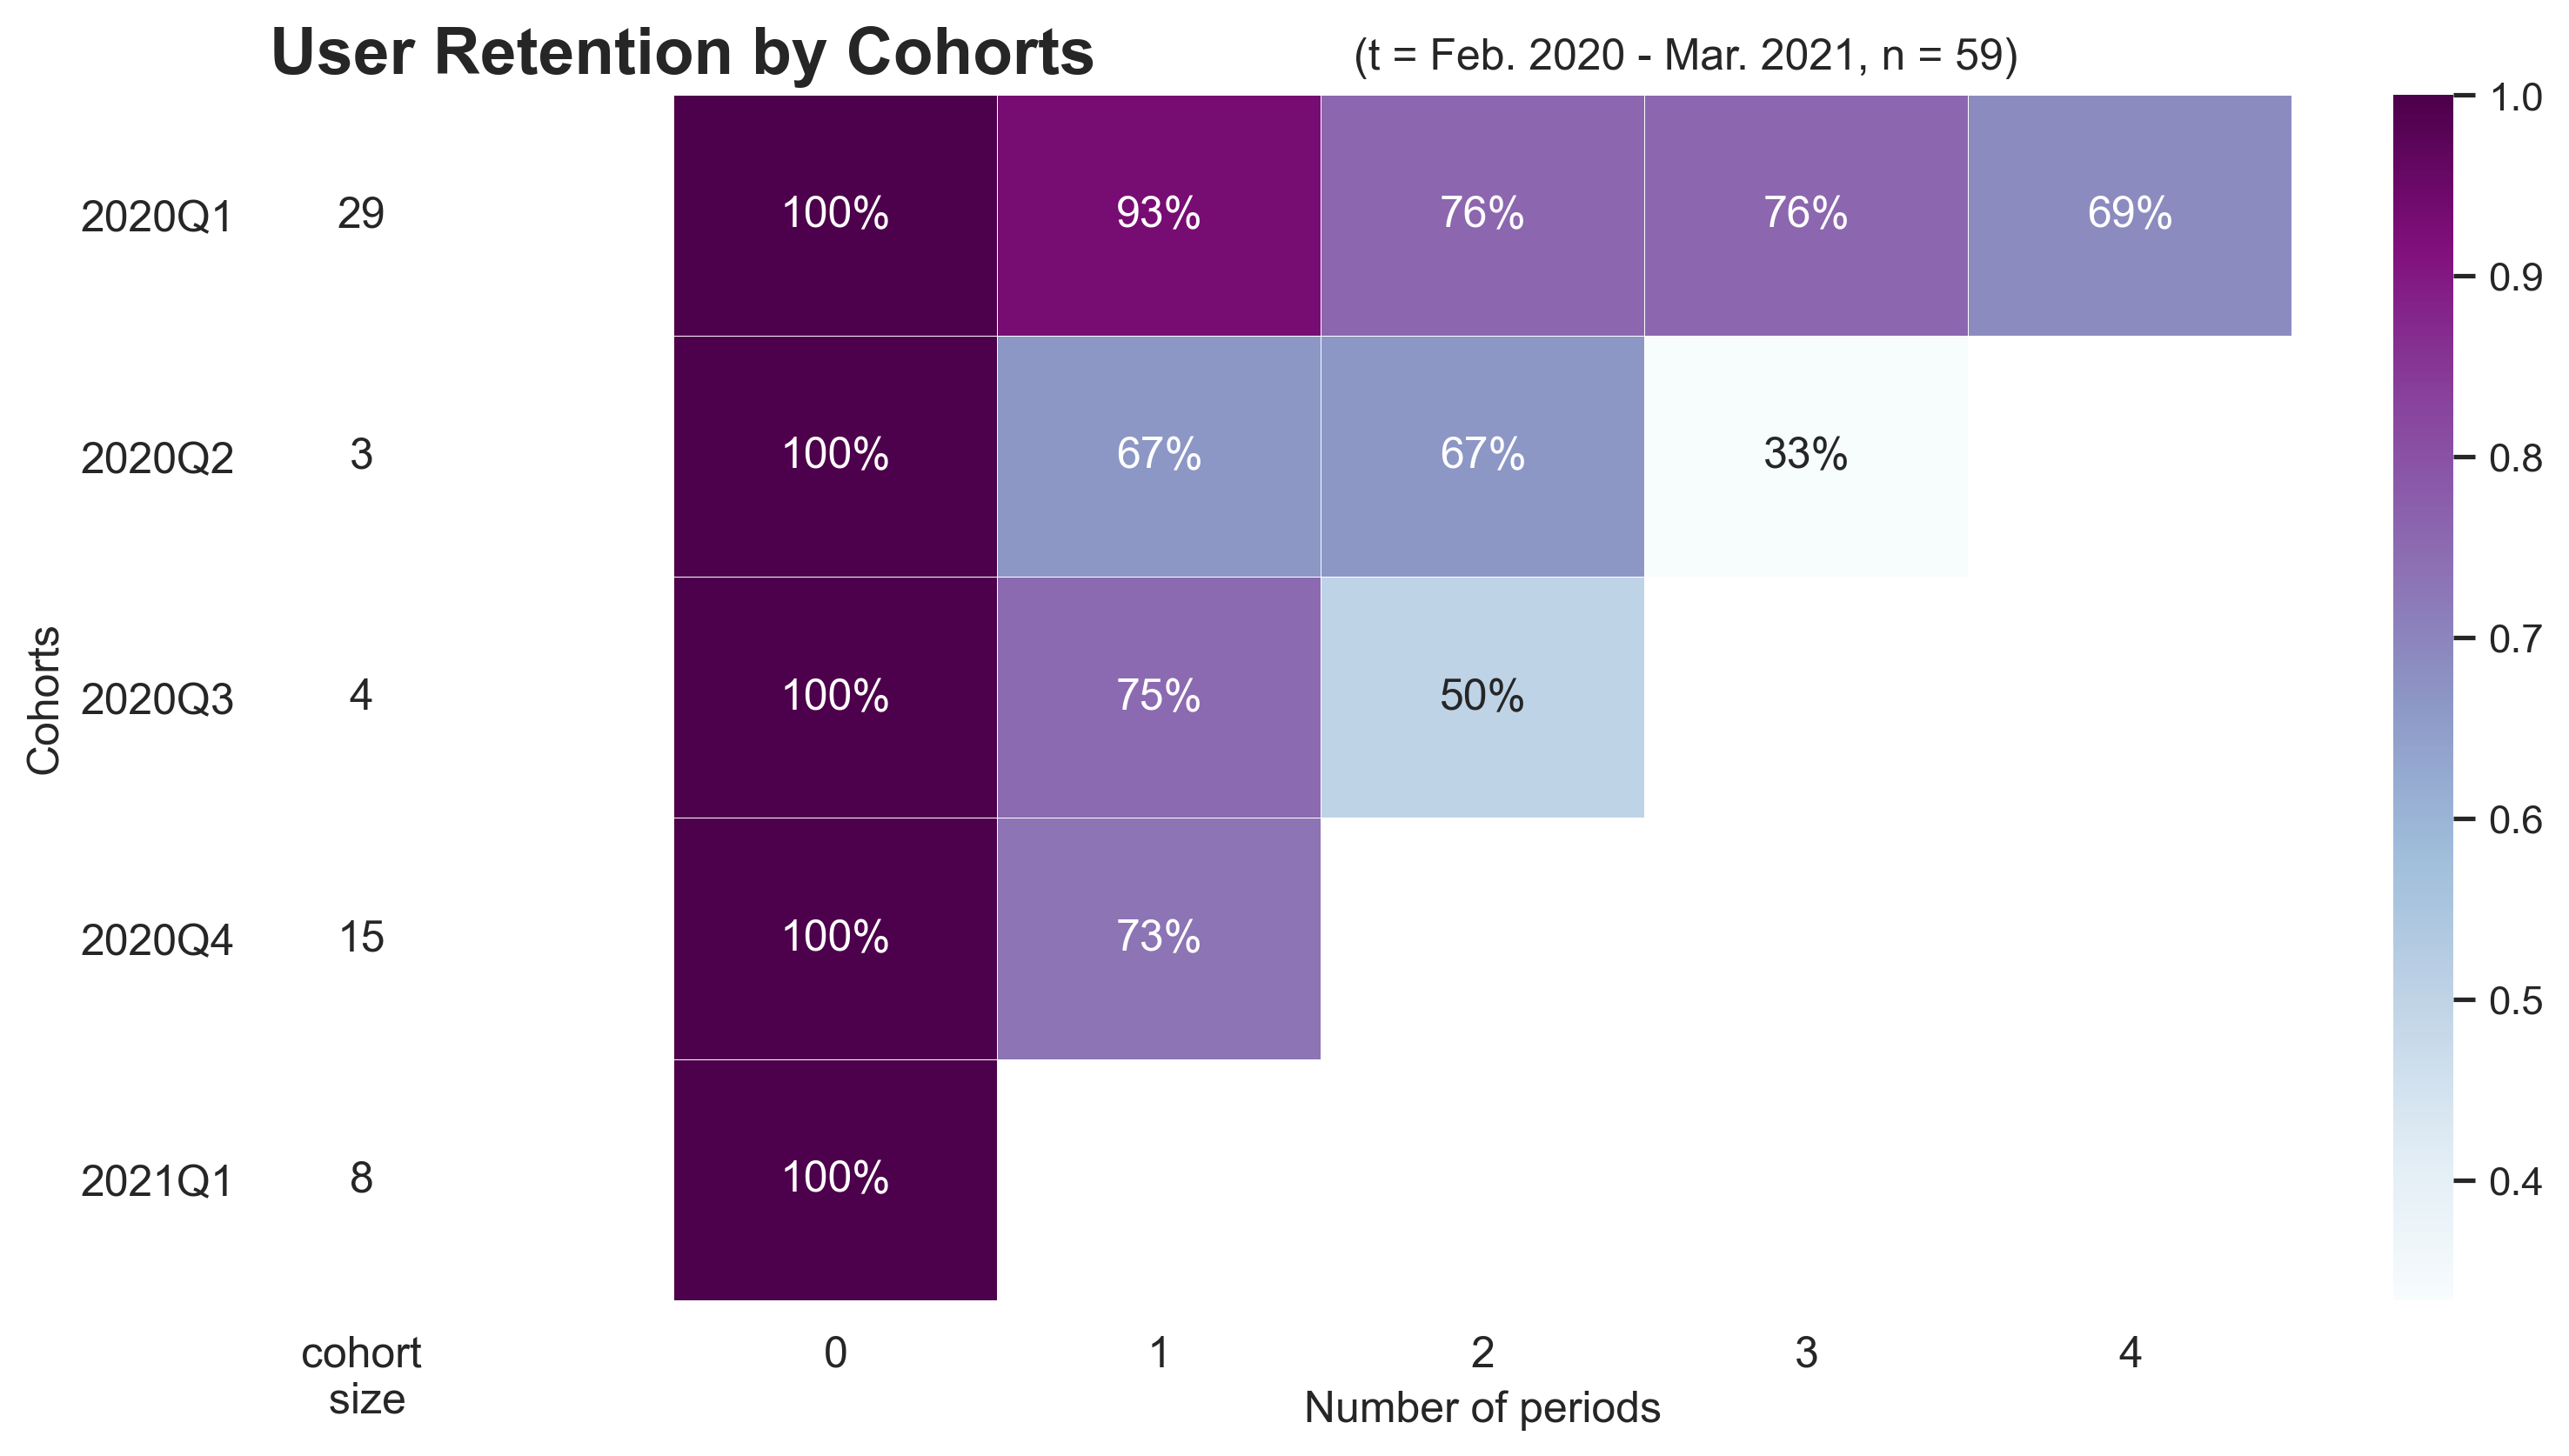 User Retention by Cohorts (t = Feb. 2020 - Mar. 2021, n = 59)
2020Q1 29 100% 93% 76% 76% 69%
2020Q2 3 100% 67% 67% 33%
2020Q3 4 100% 75% 50%
2020Q4 15 100% 73%
2021Q1 8 100%
Cohorts
cohort
size
0 1 2 3 4
Number of periods
1.0
0.9
0.8
0.7
0.6
0.5
0.4